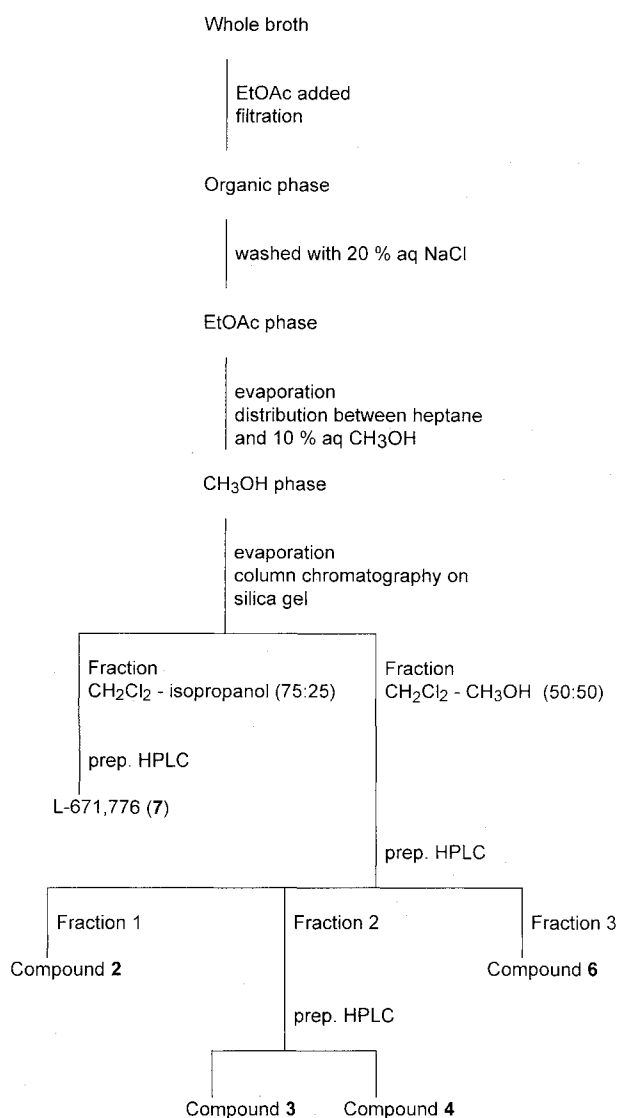 Whole broth
EtOAc added
filtration
Organic phase
washed with 20 % aq NaCl
EtOAc phase
evaporation
distribution between heptane
and 10 % aq CH3OH
CH3OH phase
evaporation
column chromatography on
silica gel
Fraction
CH2Cl2 - isopropanol (75:25)
Fraction
CH2Cl2 - CH3OH (50:50)
prep. HPLC
L-671,776 (7)
prep. HPLC
Fraction 1
Fraction 2
Fraction 3
Compound 2
Compound 6
prep. HPLC
Compound 3
Compound 4